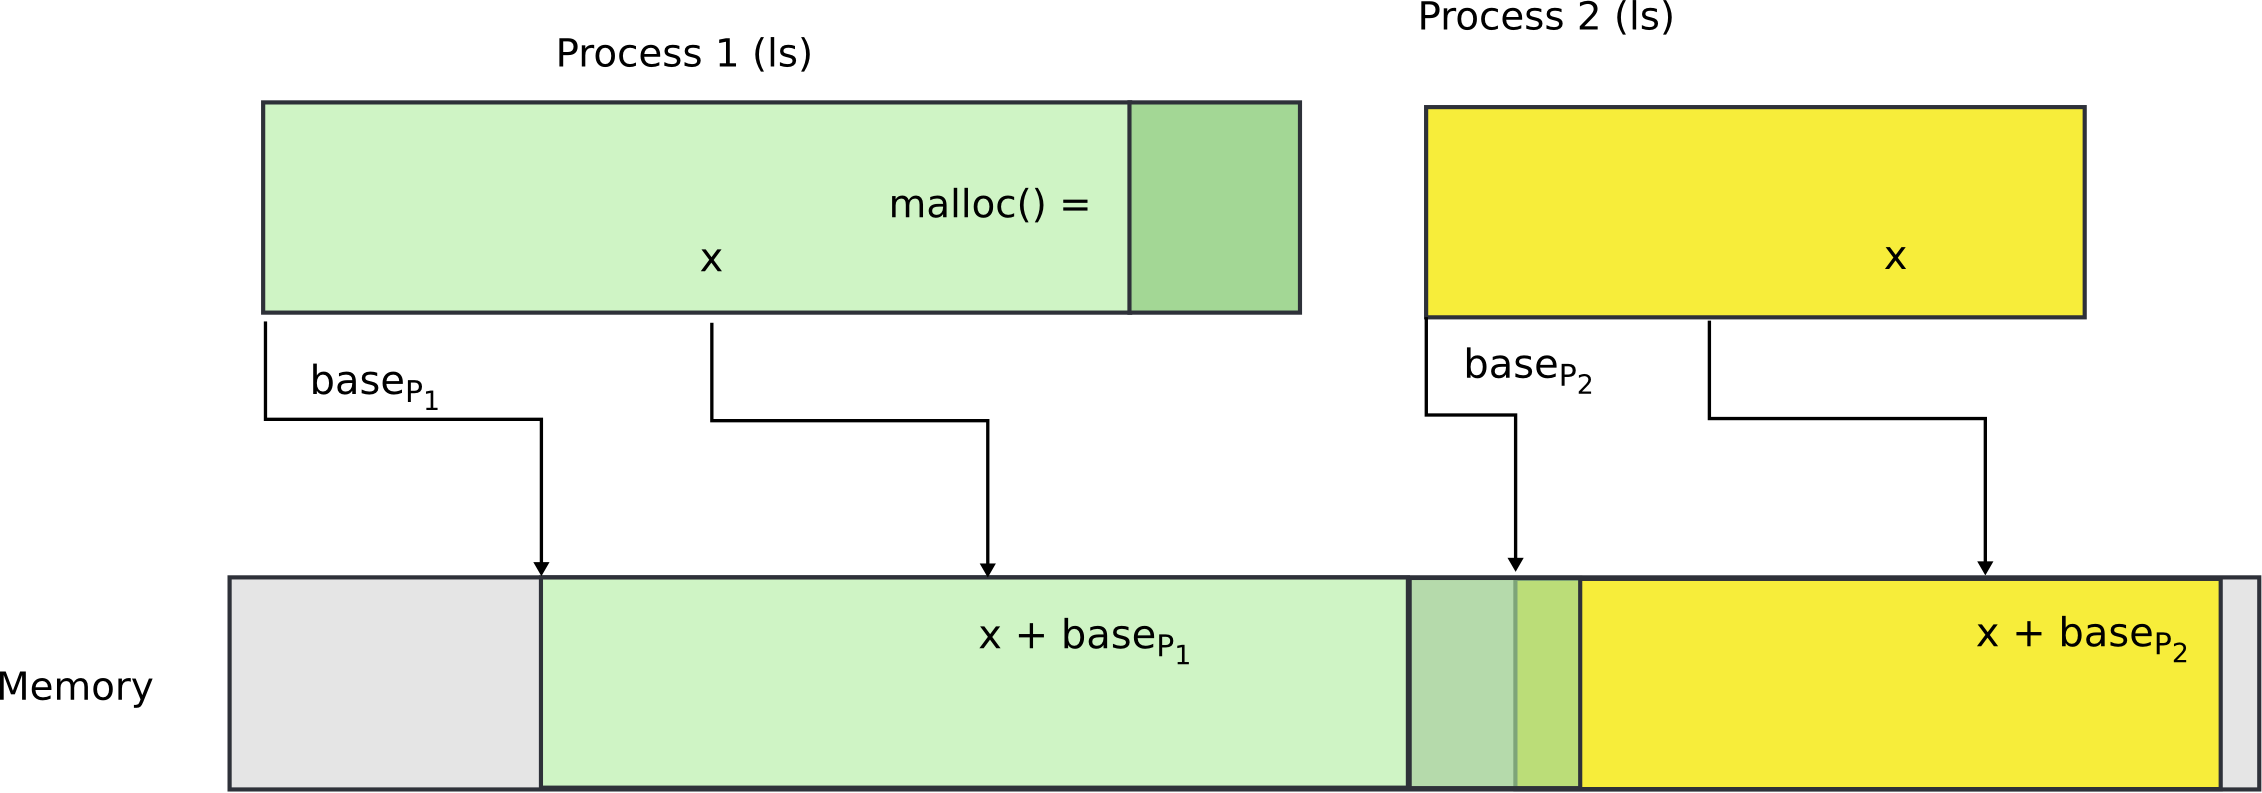 Process 1 (ls)
Process 2 (ls)
malloc() =
x
x
baseP1
baseP2
x + baseP1
x + baseP2
Memory